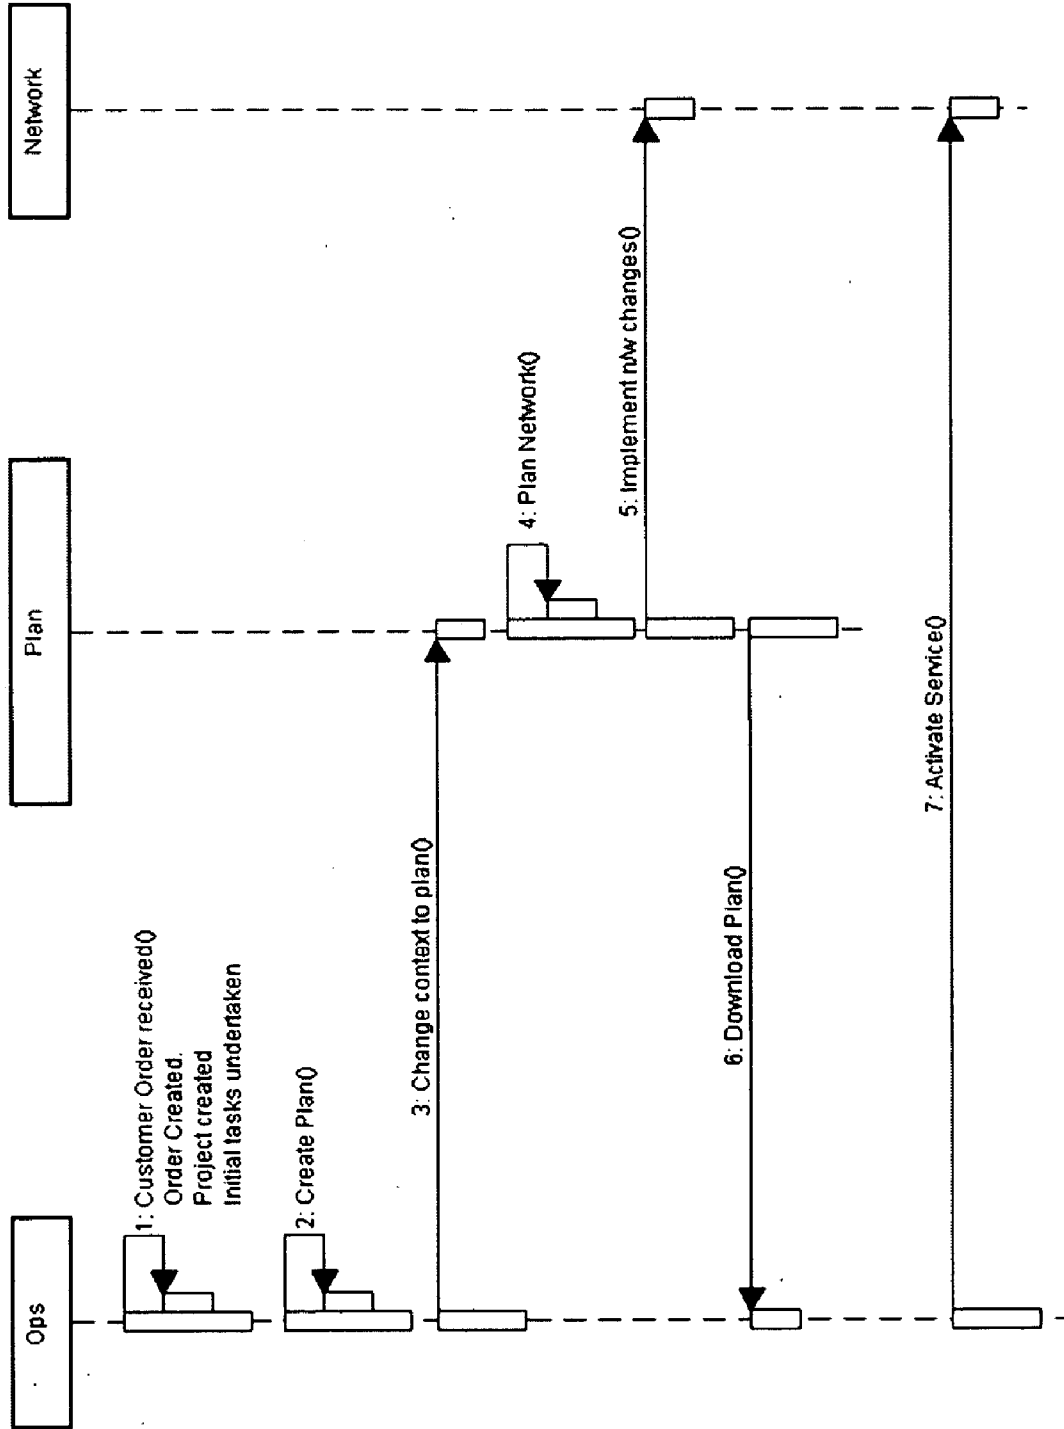 Ops
Plan
Network
1: Customer Order received()
Order Created.
Project created
Initial tasks undertaken
2: Create Plan()
3: Change context to plan()
4: Plan Network()
5: Implement n/w changes()
6: Download Plan()
7: Activate Service()